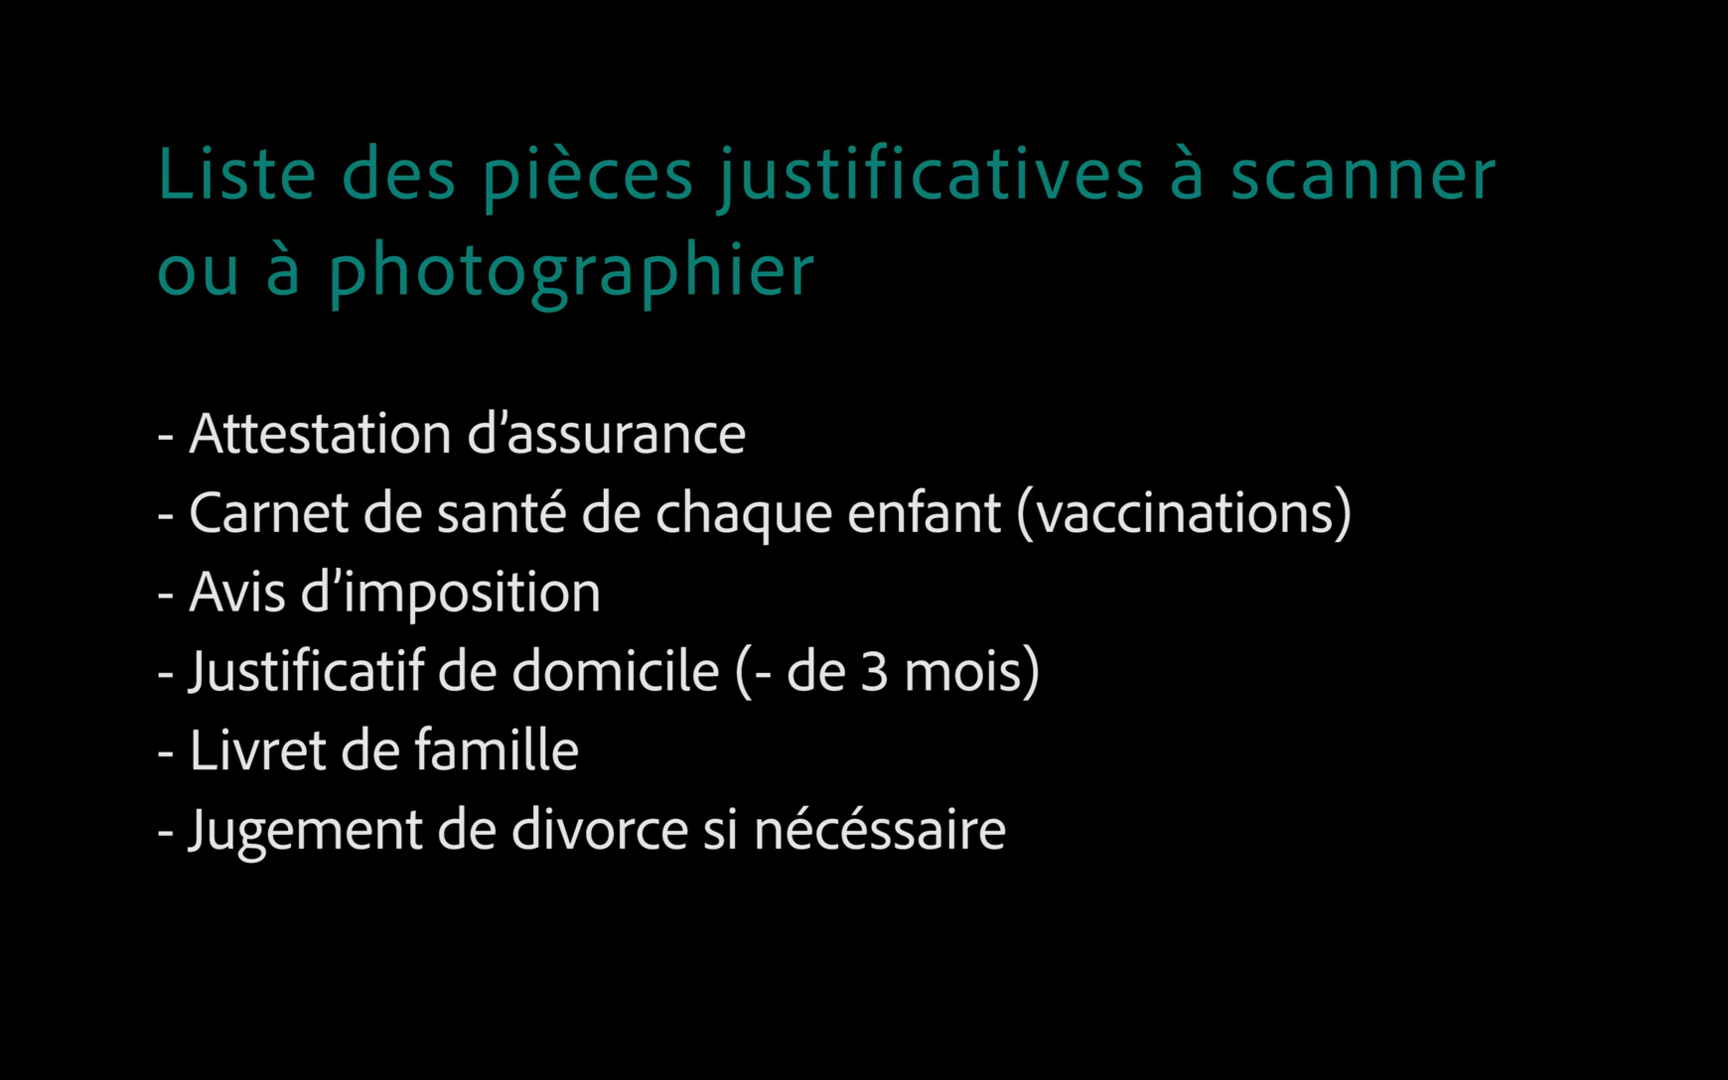 Liste des pièces justificatives à scanner
ou à photographier
- Attestation d’assurance
- Carnet de santé de chaque enfant (vaccinations)
- Avis d’imposition
- Justificatif de domicile (- de 3 mois)
- Livret de famille
- Jugement de divorce si nécéssaire